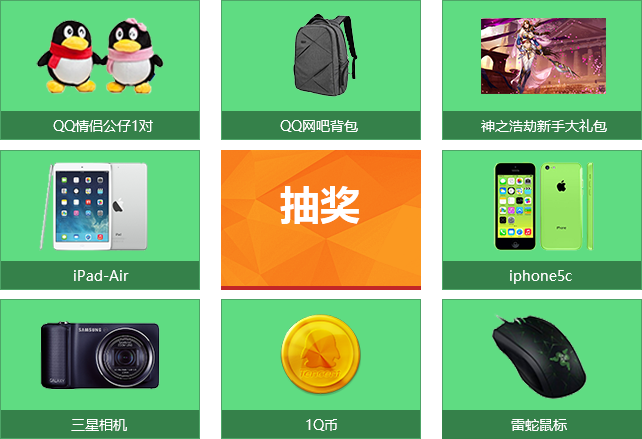 QQ情侣公仔1对
QQ网吧背包
神之浩劫新手大礼包
iPad-Air
抽奖
iphone5c
SAMSUNG
三星相机
1Q币
雷蛇鼠标